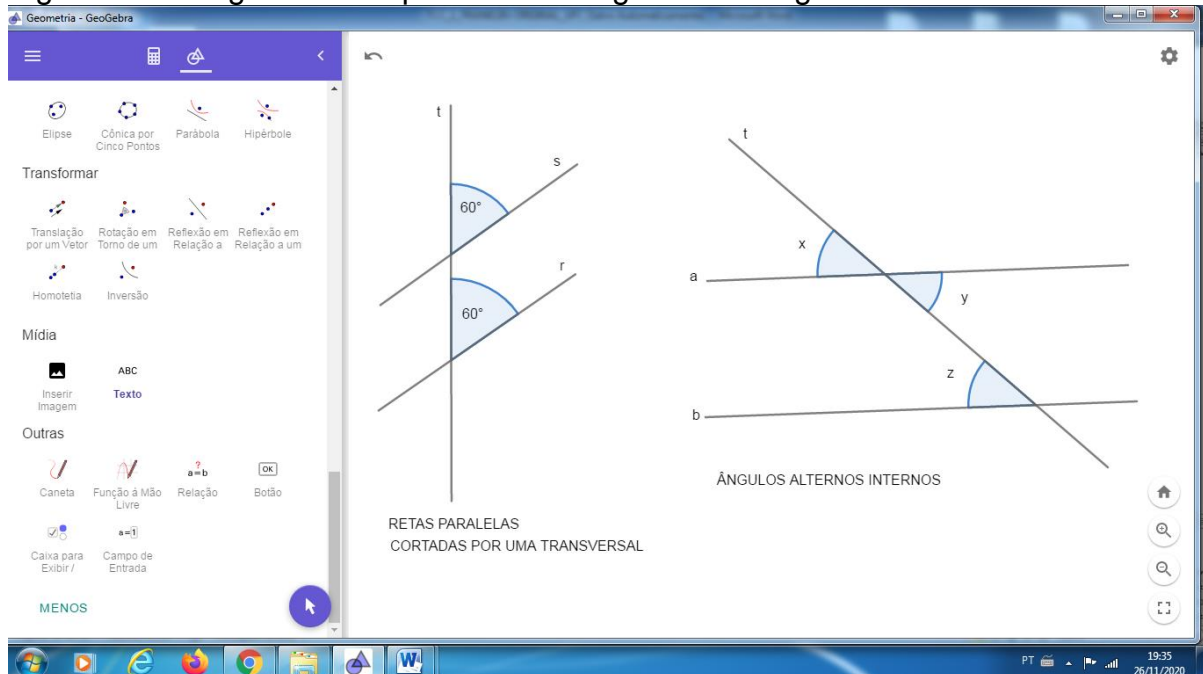 Geometria - GeoGebra
Elipse
Cônica por
Cinco Pontos
Parábola
Hipérbole
Transformar
Translação
por um Vetor
Rotação em
Torno de um
Reflexão em
Relação a
Reflexão em
Relação a um
Homotetia
Inversão
Mídia
Inserir
Imagem
ABC
Texto
Outras
Caneta
Função à Mão
Livre
?
a=b
Relação
OK
Botão
Caixa para
Exibir /
a=1
Campo de
Entrada
MENOS
t
s
60°
r
60°
RETAS PARALELAS
CORTADAS POR UMA TRANSVERSAL
t
x
a
y
z
b
ÂNGULOS ALTERNOS INTERNOS
W
PT
19:35
26/11/2020